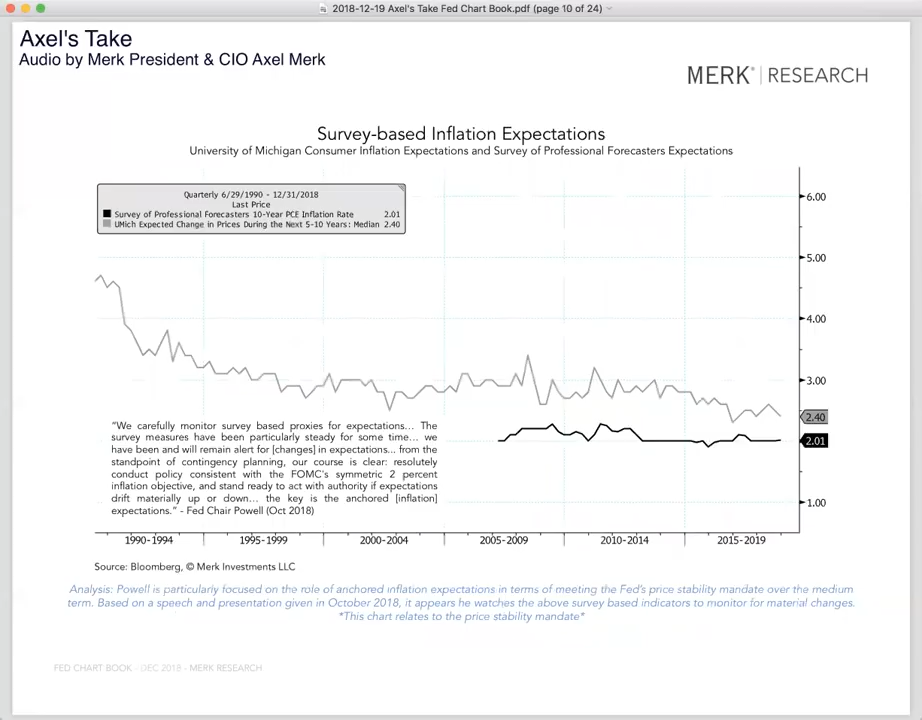 2018-12-19 Axel's Take Fed Chart Book.pdf (page 10 of 24)
Axel's Take
Audio by Merk President & CIO Axel Merk
MERK® | RESEARCH
Survey-based Inflation Expectations
University of Michigan Consumer Inflation Expectations and Survey of Professional Forecasters Expectations
Quarterly 6/29/1990 - 12/31/2018
Last Price
Survey of Professional Forecasters 10-Year PCE Inflation Rate 2.01
UMich Expected Change in Prices During the Next 5-10 Years: Median 2.40
6.00
5.00
4.00
3.00
2.40
2.01
1.00
“We carefully monitor survey based proxies for expectations... The
survey measures have been particularly steady for some time... we
have been and will remain alert for [changes] in expectations... from the
standpoint of contingency planning, our course is clear: resolutely
conduct policy consistent with the FOMC's symmetric 2 percent
inflation objective, and stand ready to act with authority if expectations
drift materially up or down... the key is the anchored [inflation]
expectations.” - Fed Chair Powell (Oct 2018)
1990-1994 1995-1999 2000-2004 2005-2009 2010-2014 2015-2019
Source: Bloomberg, © Merk Investments LLC
Analysis: Powell is particularly focused on the role of anchored inflation expectations in terms of meeting the Fed's price stability mandate over the medium
term. Based on a speech and presentation given in October 2018, it appears he watches the above survey based indicators to monitor for material changes.
*This chart relates to the price stability mandate*
FED CHART BOOK - DEC 2018 - MERK RESEARCH